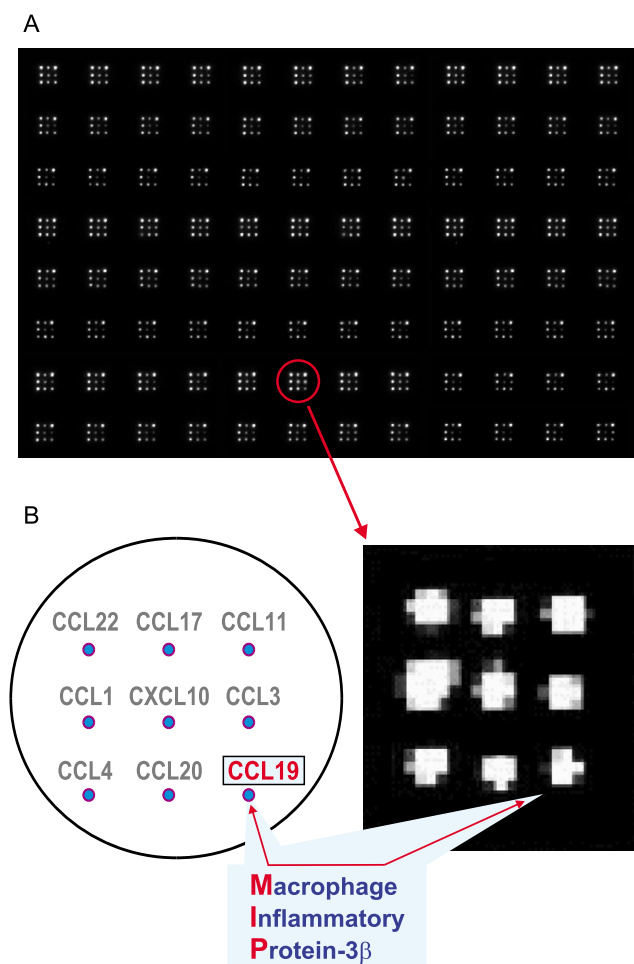 A
B
CCL22 CCL17 CCL11
CCL1 CXCL10 CCL3
CCL4 CCL20 CCL19
Macrophage
Inflammatory
Protein-3β